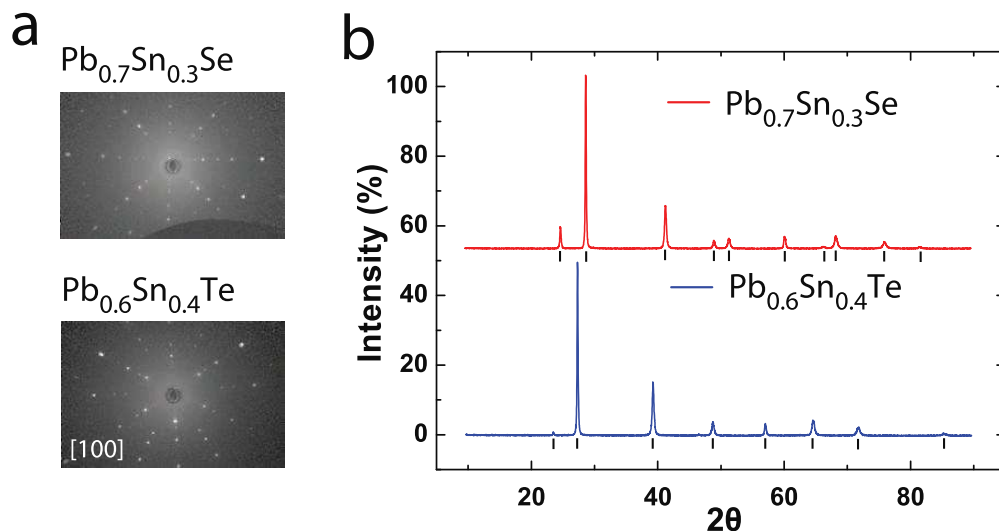 a
Pb0.7Sn0.3Se
Pb0.6Sn0.4Te
[100]
b
Intensity (%)
100
80
60
40
20
0
Pb0.7Sn0.3Se
Pb0.6Sn0.4Te
20 40 60 80
2θ